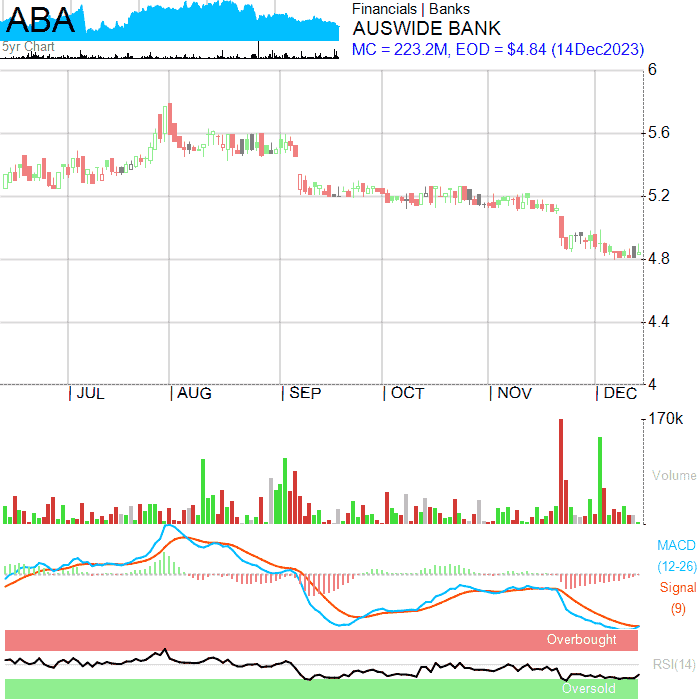 ABA
5yr Chart
Financials | Banks
AUSWIDE BANK
MC = 223.2M, EOD = $4.84 (14Dec2023)
6
5.6
5.2
4.8
4.4
4
| JUL | AUG | SEP | OCT | NOV | DEC
170k
Volume
MACD
(12-26)
Signal
(9)
Overbought
RSI(14)
Oversold